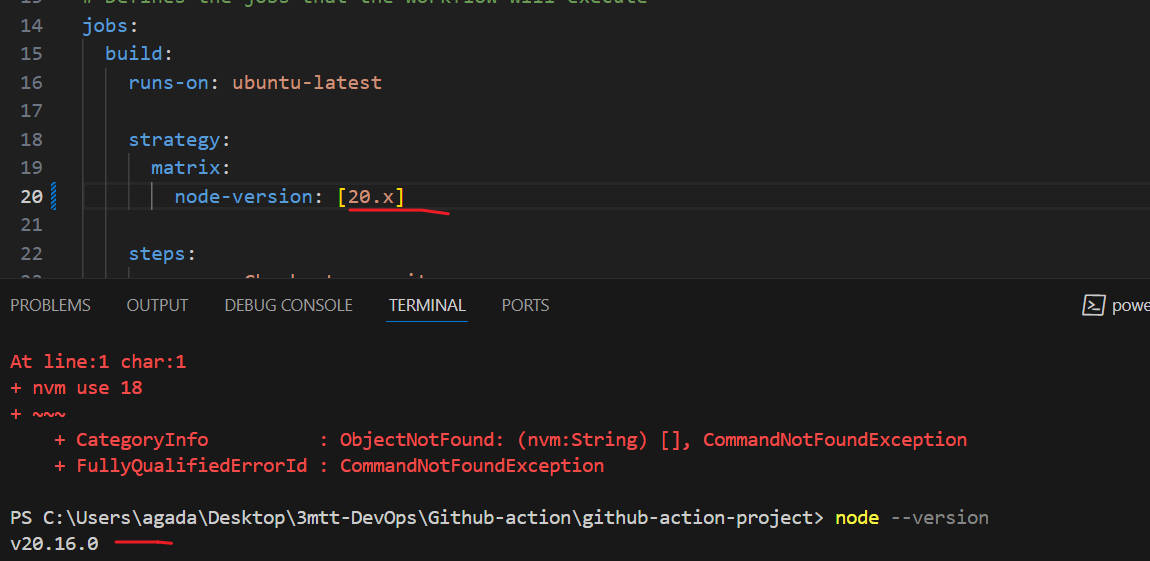 # Defines the jobs that the workflow will execute
14 jobs:
15 build:
16 runs-on: ubuntu-latest
17
18 strategy:
19 matrix:
20 node-version: [20.x]
21
22 steps:
PROBLEMS OUTPUT DEBUG CONSOLE TERMINAL PORTS powe
At line:1 char:1
+ nvm use 18
+ ~~~
+ CategoryInfo : ObjectNotFound: (nvm:String) [], CommandNotFoundException
+ FullyQualifiedErrorId : CommandNotFoundException
PS C:\Users\agada\Desktop\3mtt-DevOps\Github-action\github-action-project> node --version
v20.16.0